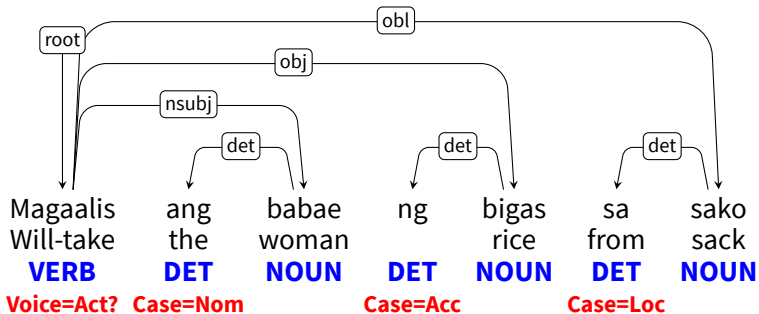 obl
root
obj
nsubj
det det det
Magaalis ang babae ng bigas sa sako
Will-take the woman rice from sack
VERB DET NOUN DET NOUN DET NOUN
Voice=Act? Case=Nom Case=Acc Case=Loc